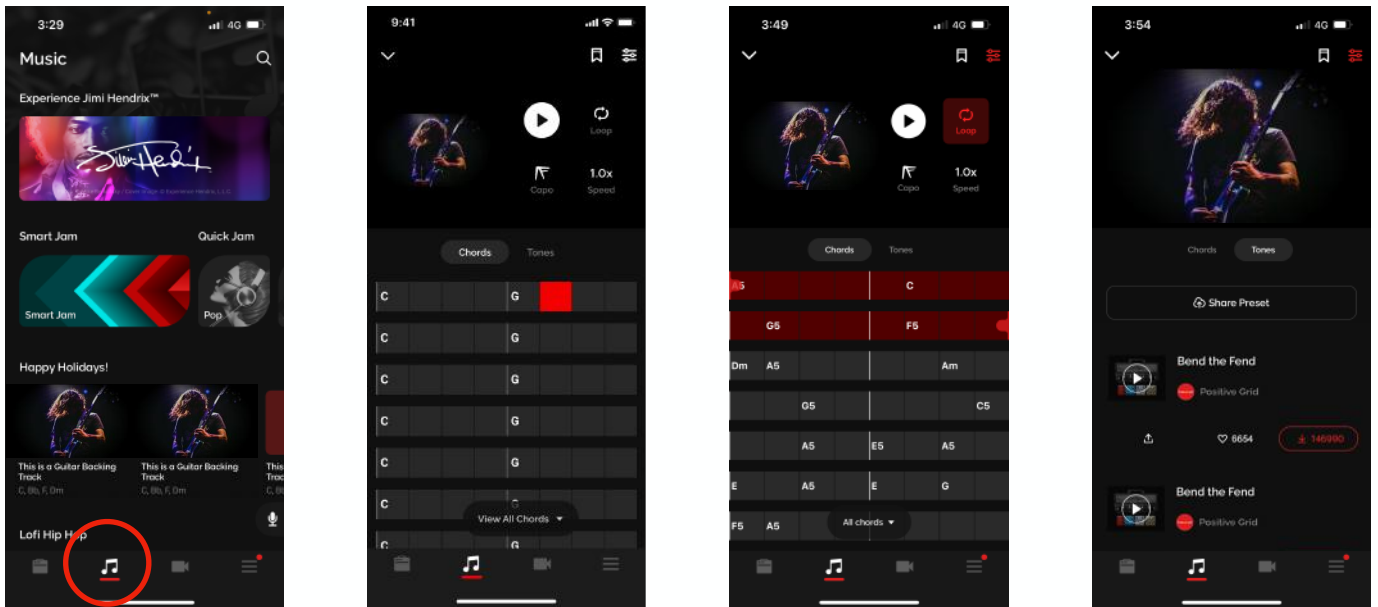 3:29
4G
Music
Experience Jimi Hendrix™
Jimi Hendrix
Smart Jam
Quick Jam
Smart Jam
Pop
Happy Holidays!
This is a Guitar Backing Track
C, Bb, F, Dm
This is a Guitar Backing Track
C, Bb, F, Dm
This
Trac
C, B
Lofi Hip Hop
9:41
Loop
Capo
1.0x
Speed
Chords
Tones
C G
C G
C G
C G
C G
C G
View All Chords
C G
3:49
4G
Loop
Capo
1.0x
Speed
Chords
Tones
A5 C
G5 F5
Dm A5 Am
G5 C5
A5 E5 A5
E A5 E G
F5 A5
All chords
3:54
4G
Chords
Tones
Share Preset
Bend the Fend
Positive Grid
6654
146990
Bend the Fend
Positive Grid